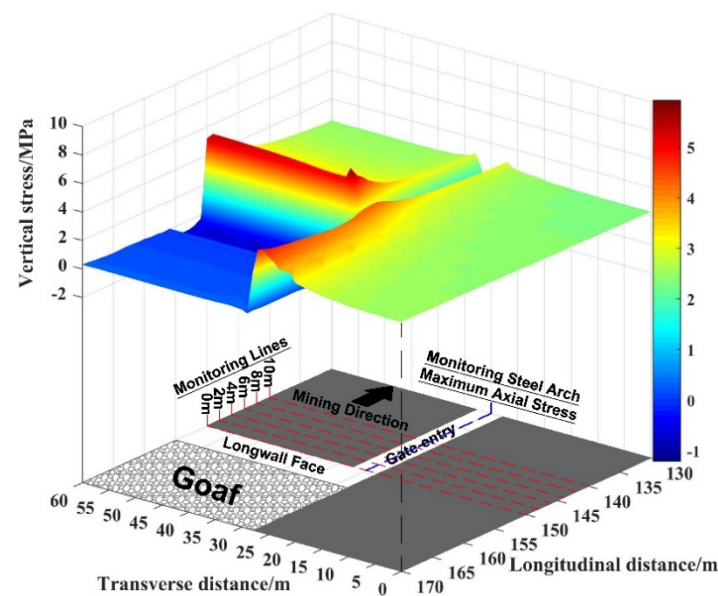 10
8
6
4
2
0
-2
Vertical stress/MPa
5
4
3
2
1
0
-1
Monitoring Lines
0m
2m
4m
6m
8m
10m
Mining Direction
Longwall Face
Gate-entry
Goaf
Monitoring Steel Arch
Maximum Axial Stress
60
55
50
45
40
35
30
25
20
15
10
5
0
Transverse distance/m
130
135
140
145
150
155
160
165
170
Longitudinal distance/m